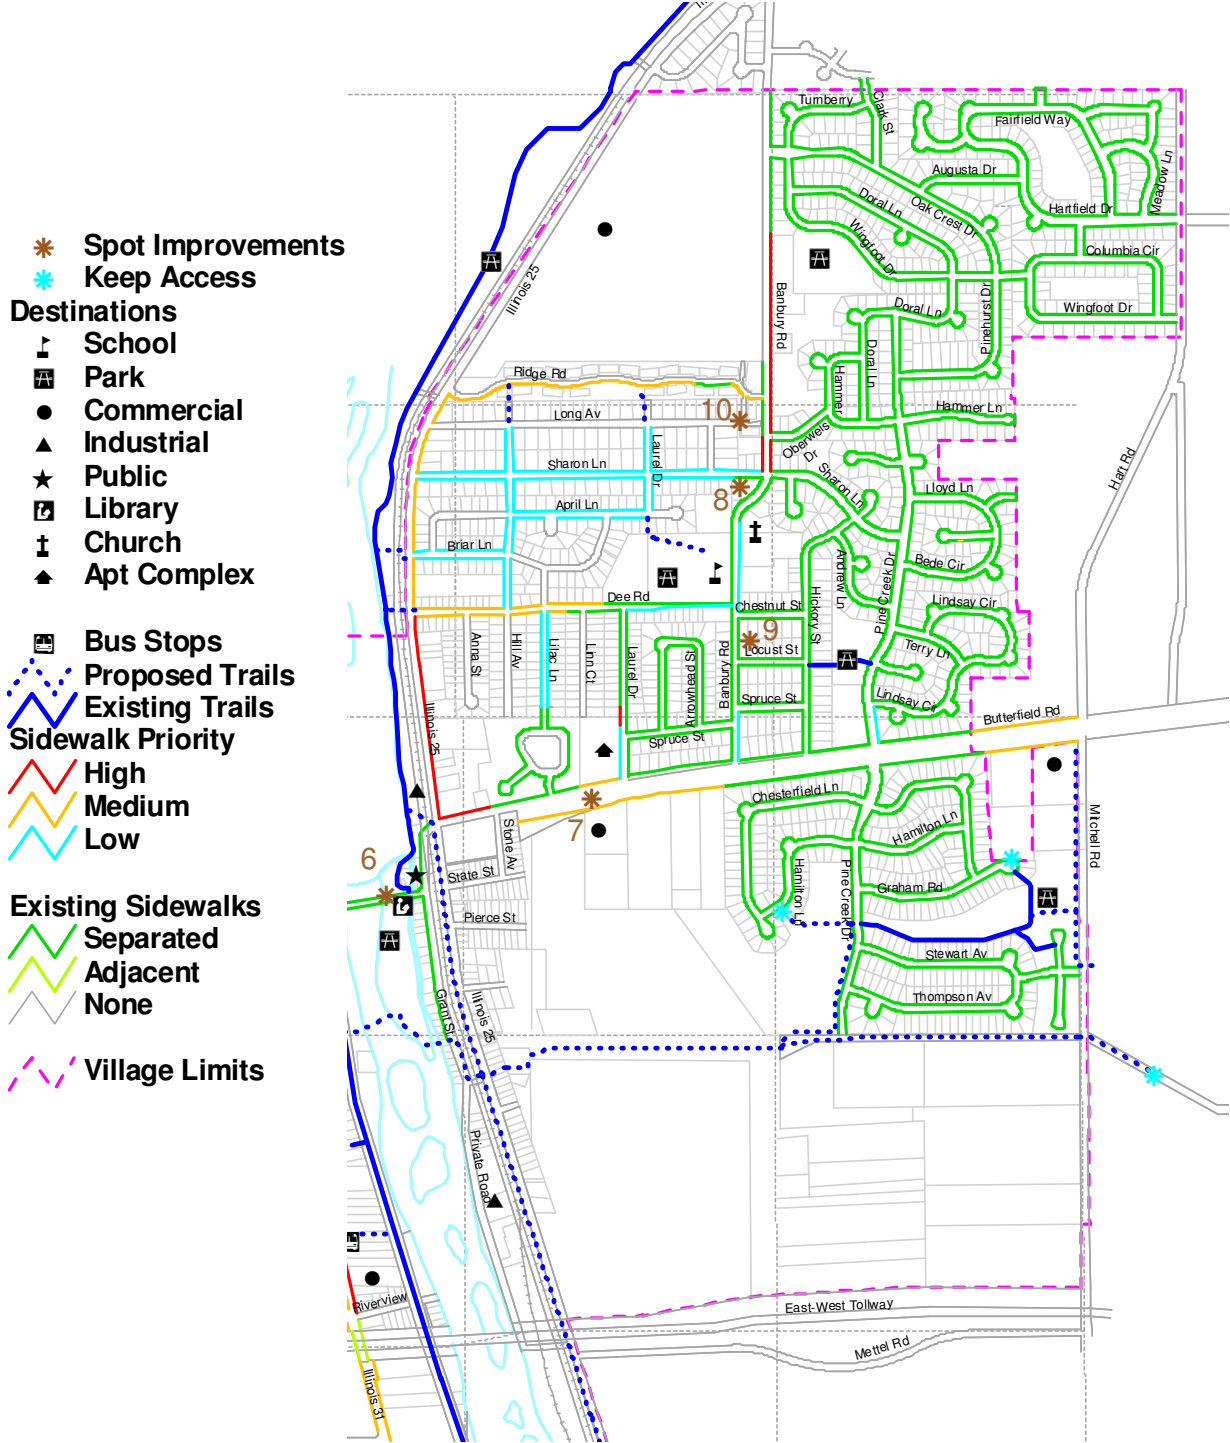 Spot Improvements
Keep Access
Destinations
School
Park
Commercial
Industrial
Public
Library
Church
Apt Complex
Bus Stops
Proposed Trails
Existing Trails
Sidewalk Priority
High
Medium
Low
Existing Sidewalks
Separated
Adjacent
None
Village Limits
Turnberry
Clark St
Fairfield Way
Augusta Dr
Meadow Ln
Doral Ln
Oak Crest Dr
Hartfield Dr
Wingfoot Dr
Columbia Cir
Illinois 25
Banbury Rd
Pinehurst Dr
Doral Ln
Wingfoot Dr
Doral Ln
Ridge Rd
Hammer
Long Av
10
Hammer Ln
Oberweis
Dr
Laurel Dr
Sharon Ln
Sharon Ln
Hart Rd
8
Lloyd Ln
April Ln
Briar Ln
Andrew Ln
Pine Creek Dr
Bede Cir
Dee Rd
Chestnut St
Hickory St
Lindsay Cir
9
Anna St
Hill Av
Lilac Ln
Linn Ct
Laurel Dr
Arrowhead St
Banbury Rd
Locust St
Terry Ln
Spruce St
Lindsay Cir
Butterfield Rd
Illinois 25
Spruce St
Chesterfield Ln
7
Stone Av
Hamilton Ln
Mitchell Rd
6
State St
Hamilton Ln
Pine Creek Dr
Graham Rd
Pierce St
Stewart Av
Grant St
Illinois 25
Thompson Av
Private Road
Riverview
East-West Tollway
Mettel Rd
Illinois 31